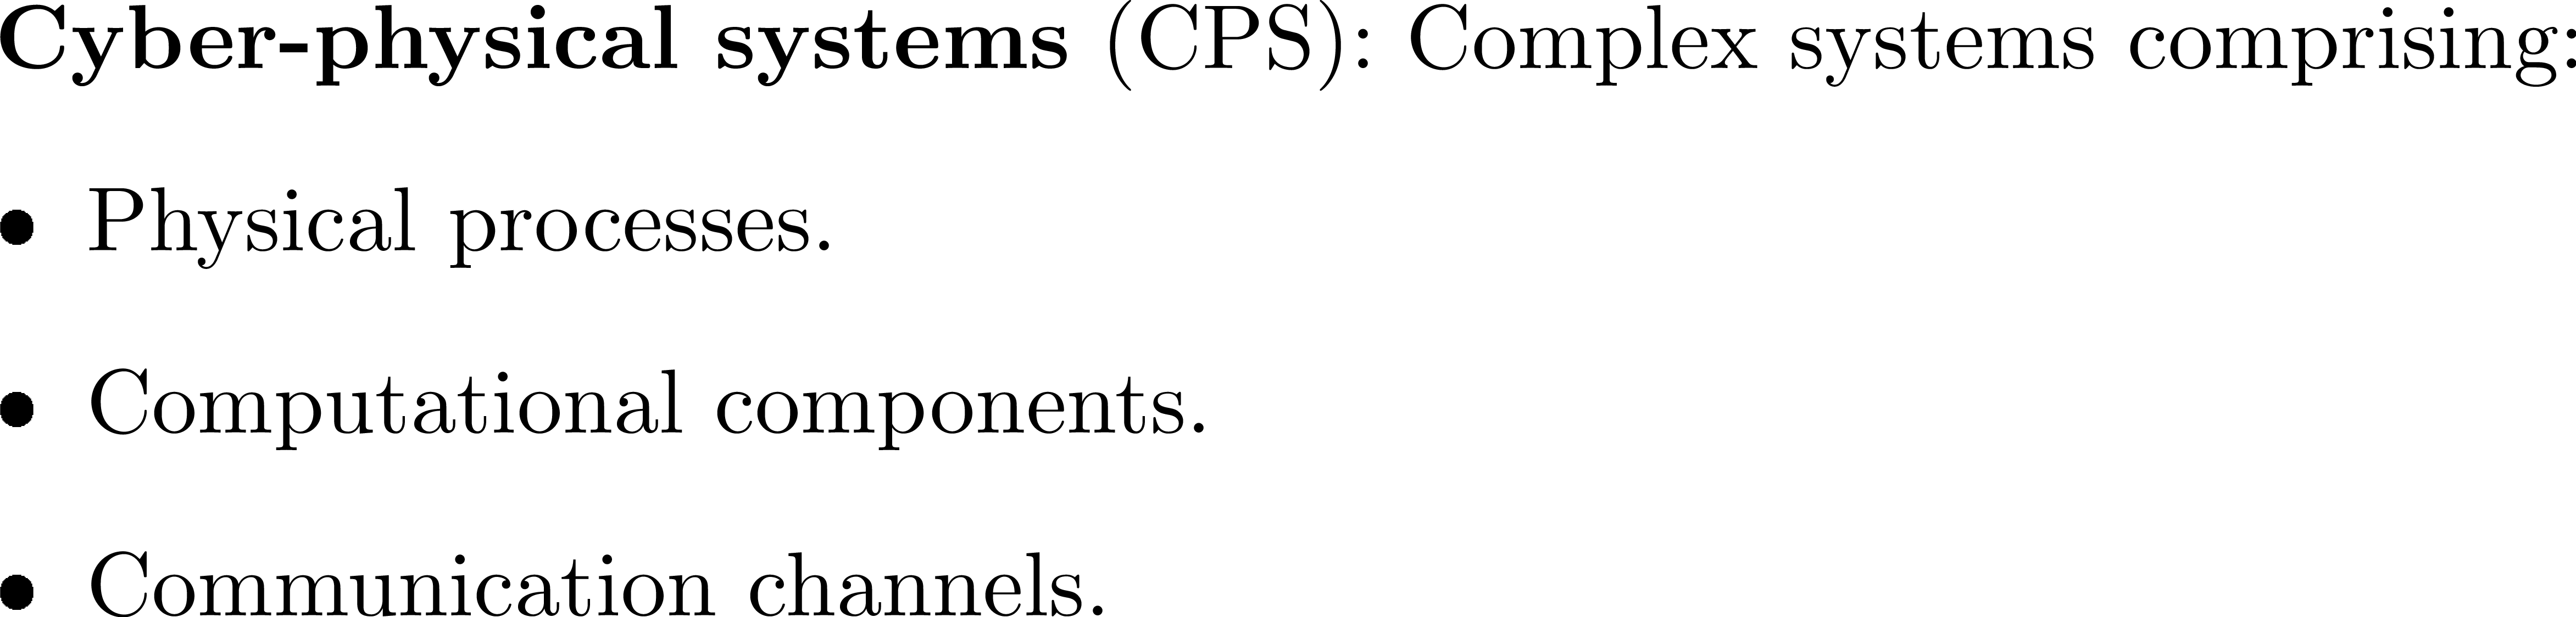 Cyber-physical systems (CPS): Complex systems comprising:
• Physical processes.
• Computational components.
• Communication channels.